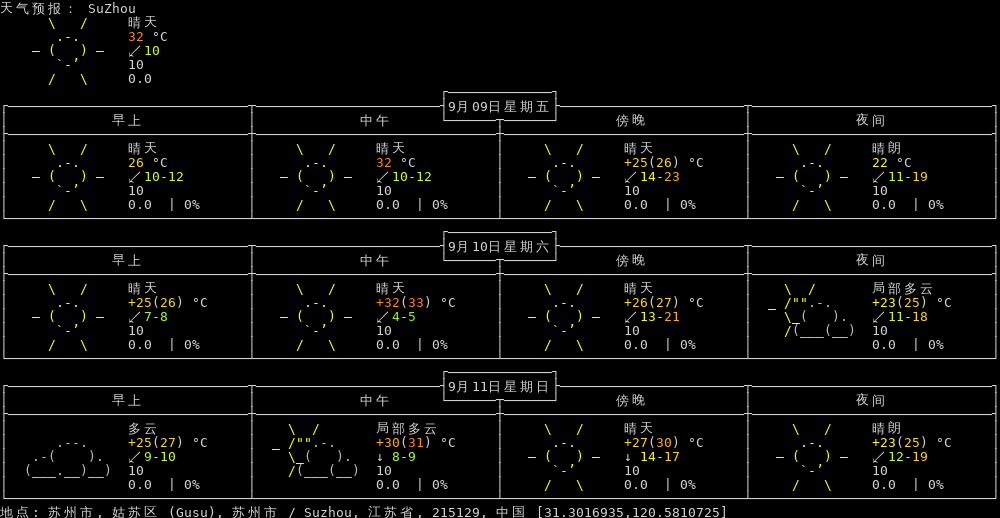 天气预报: SuZhou
晴天
32 °C
↙10
10
0.0
9月09日星期五
早上 中午 傍晚 夜间
晴天 晴天 晴天 晴朗
26 °C 32 °C +25(26) °C 22 °C
↙10-12 ↙10-12 ↙14-23 ↙11-19
10 10 10 10
0.0 | 0% 0.0 | 0% 0.0 | 0% 0.0 | 0%
9月10日星期六
早上 中午 傍晚 夜间
晴天 晴天 晴天 局部多云
+25(26) °C +32(33) °C +26(27) °C +23(25) °C
↙7-8 ↙4-5 ↙13-21 ↙11-18
10 10 10 10
0.0 | 0% 0.0 | 0% 0.0 | 0% 0.0 | 0%
9月11日星期日
早上 中午 傍晚 夜间
多云 局部多云 晴天 晴朗
+25(27) °C +30(31) °C +27(30) °C +23(25) °C
↙9-10 ↓ 8-9 ↓ 14-17 ↙12-19
10 10 10 10
0.0 | 0% 0.0 | 0% 0.0 | 0% 0.0 | 0%
地点: 苏州市, 姑苏区 (Gusu), 苏州市 / Suzhou, 江苏省, 215129, 中国 [31.3016935,120.5810725]